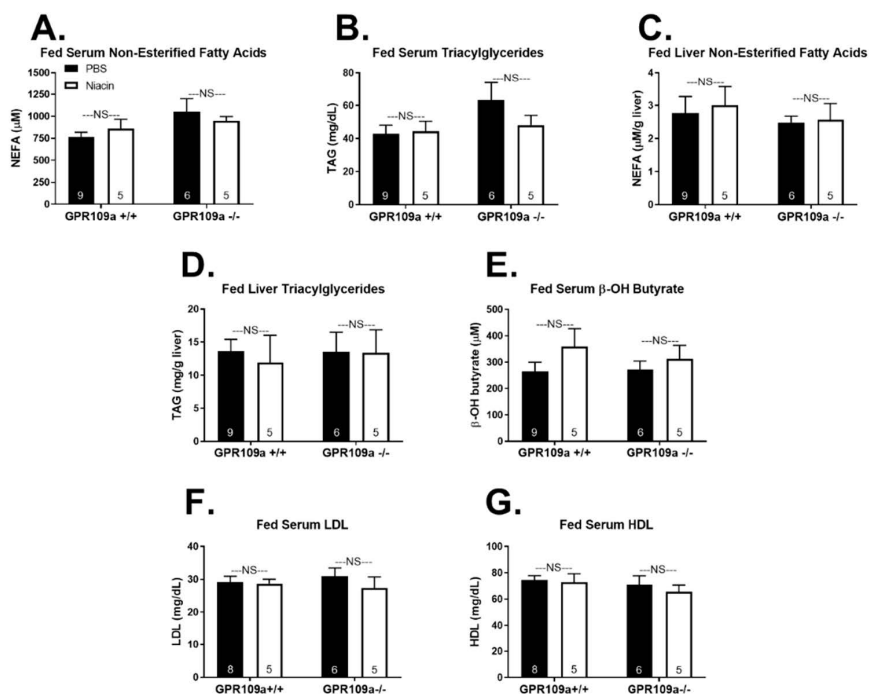 A.
Fed Serum Non-Esterified Fatty Acids
PBS
Niacin
NEFA (μM)
1500
1250
1000
750
500
250
0
---NS---
---NS---
9
5
6
5
GPR109a +/+
GPR109a -/-
B.
Fed Serum Triacylglycerides
TAG (mg/dL)
80
60
40
20
0
---NS---
---NS---
9
5
6
5
GPR109a +/+
GPR109a -/-
C.
Fed Liver Non-Esterified Fatty Acids
NEFA (μM/g liver)
4
3
2
1
0
---NS---
---NS---
9
5
6
5
GPR109a +/+
GPR109a -/-
D.
Fed Liver Triacylglycerides
TAG (mg/g liver)
20
15
10
5
0
---NS---
---NS---
9
5
6
5
GPR109a +/+
GPR109a -/-
E.
Fed Serum β-OH Butyrate
β-OH butyrate (μM)
500
400
300
200
100
0
---NS---
---NS---
9
5
6
5
GPR109a +/+
GPR109a -/-
F.
Fed Serum LDL
LDL (mg/dL)
40
30
20
10
0
---NS---
---NS---
8
5
6
5
GPR109a+/+
GPR109a-/-
G.
Fed Serum HDL
HDL (mg/dL)
100
80
60
40
20
0
---NS---
---NS---
8
5
6
5
GPR109a+/+
GPR109a-/-